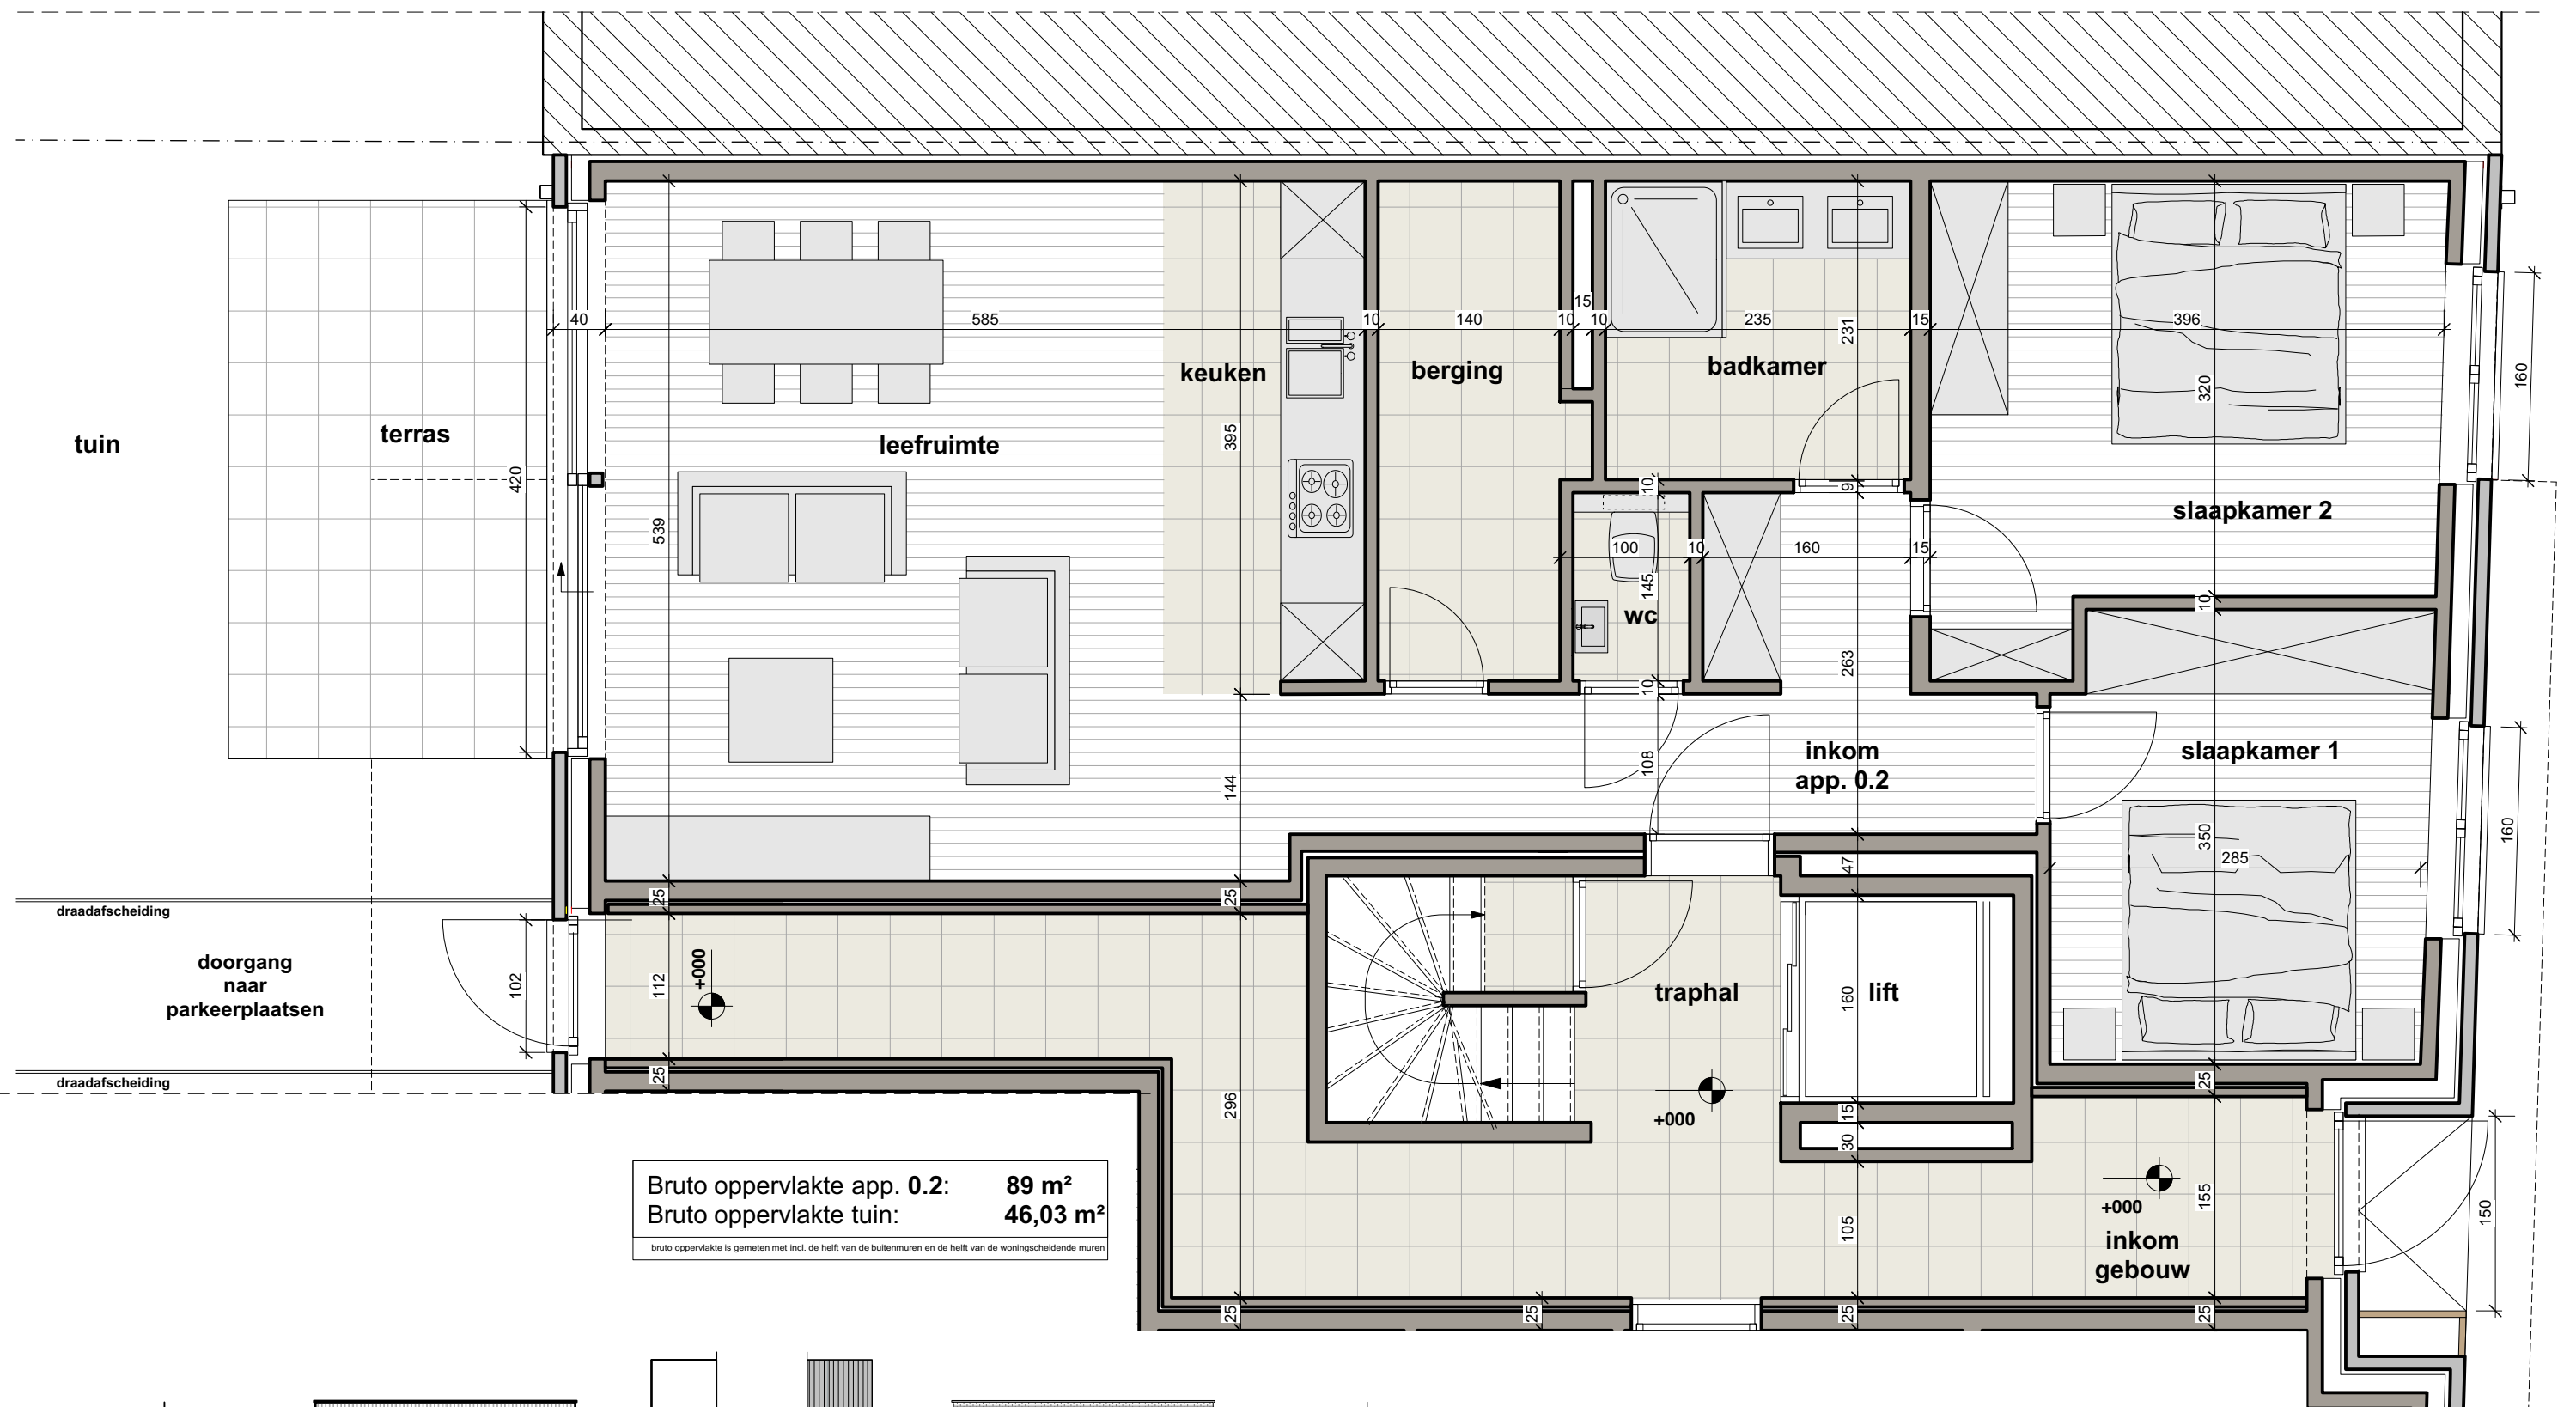 40
585
10
140
10
15
10
235
231
15
396
160
keuken
berging
badkamer
320
tuin
terras
leefruimte
395
420
539
slaapkamer 2
10
9
100
10
160
15
145
wc
10
263
10
slaapkamer 1
inkom
app. 0.2
108
144
160
350
285
47
25
25
draadafscheiding
doorgang
naar
parkeerplaatsen
102
112
+000
traphal
lift
160
draadafscheiding
25
25
296
+000
15
30
Bruto oppervlakte app. 0.2: 89 m²
Bruto oppervlakte tuin: 46,03 m²
bruto oppervlakte is gemeten met incl. de helft van de buitenmuren en de helft van de woningscheidende muren
105
+000
155
150
inkom
gebouw
25
25
25
25